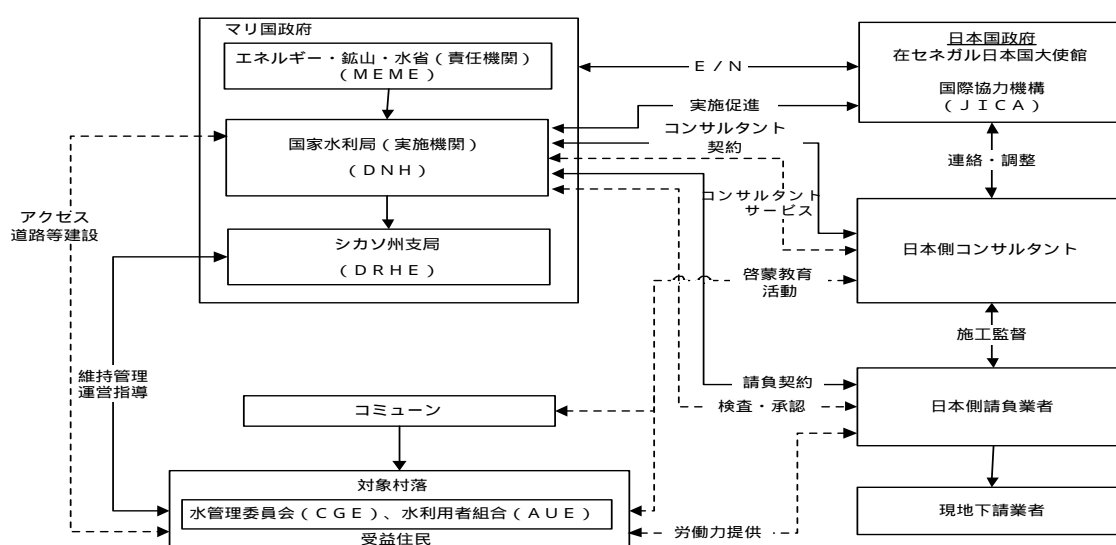 マリ国政府
エネルギー・鉱山・水省(責任機関)
(MEME)
国家水利局(実施機関)
(DNH)
シカソ州支局
(DRHE)
日本国政府
在セネガル日本国大使館
国際協力機構
(JICA)
E/N
実施促進
コンサルタント
契約
連絡・調整
コンサルタント
サービス
日本側コンサルタント
アクセス
道路等建設
啓蒙教育
活動
施工監督
維持管理
運営指導
請負契約
検査・承認
日本側請負業者
コミューン
対象村落
水管理委員会(CGE)、水利用者組合(AUE)
受益住民
労働力提供
現地下請業者